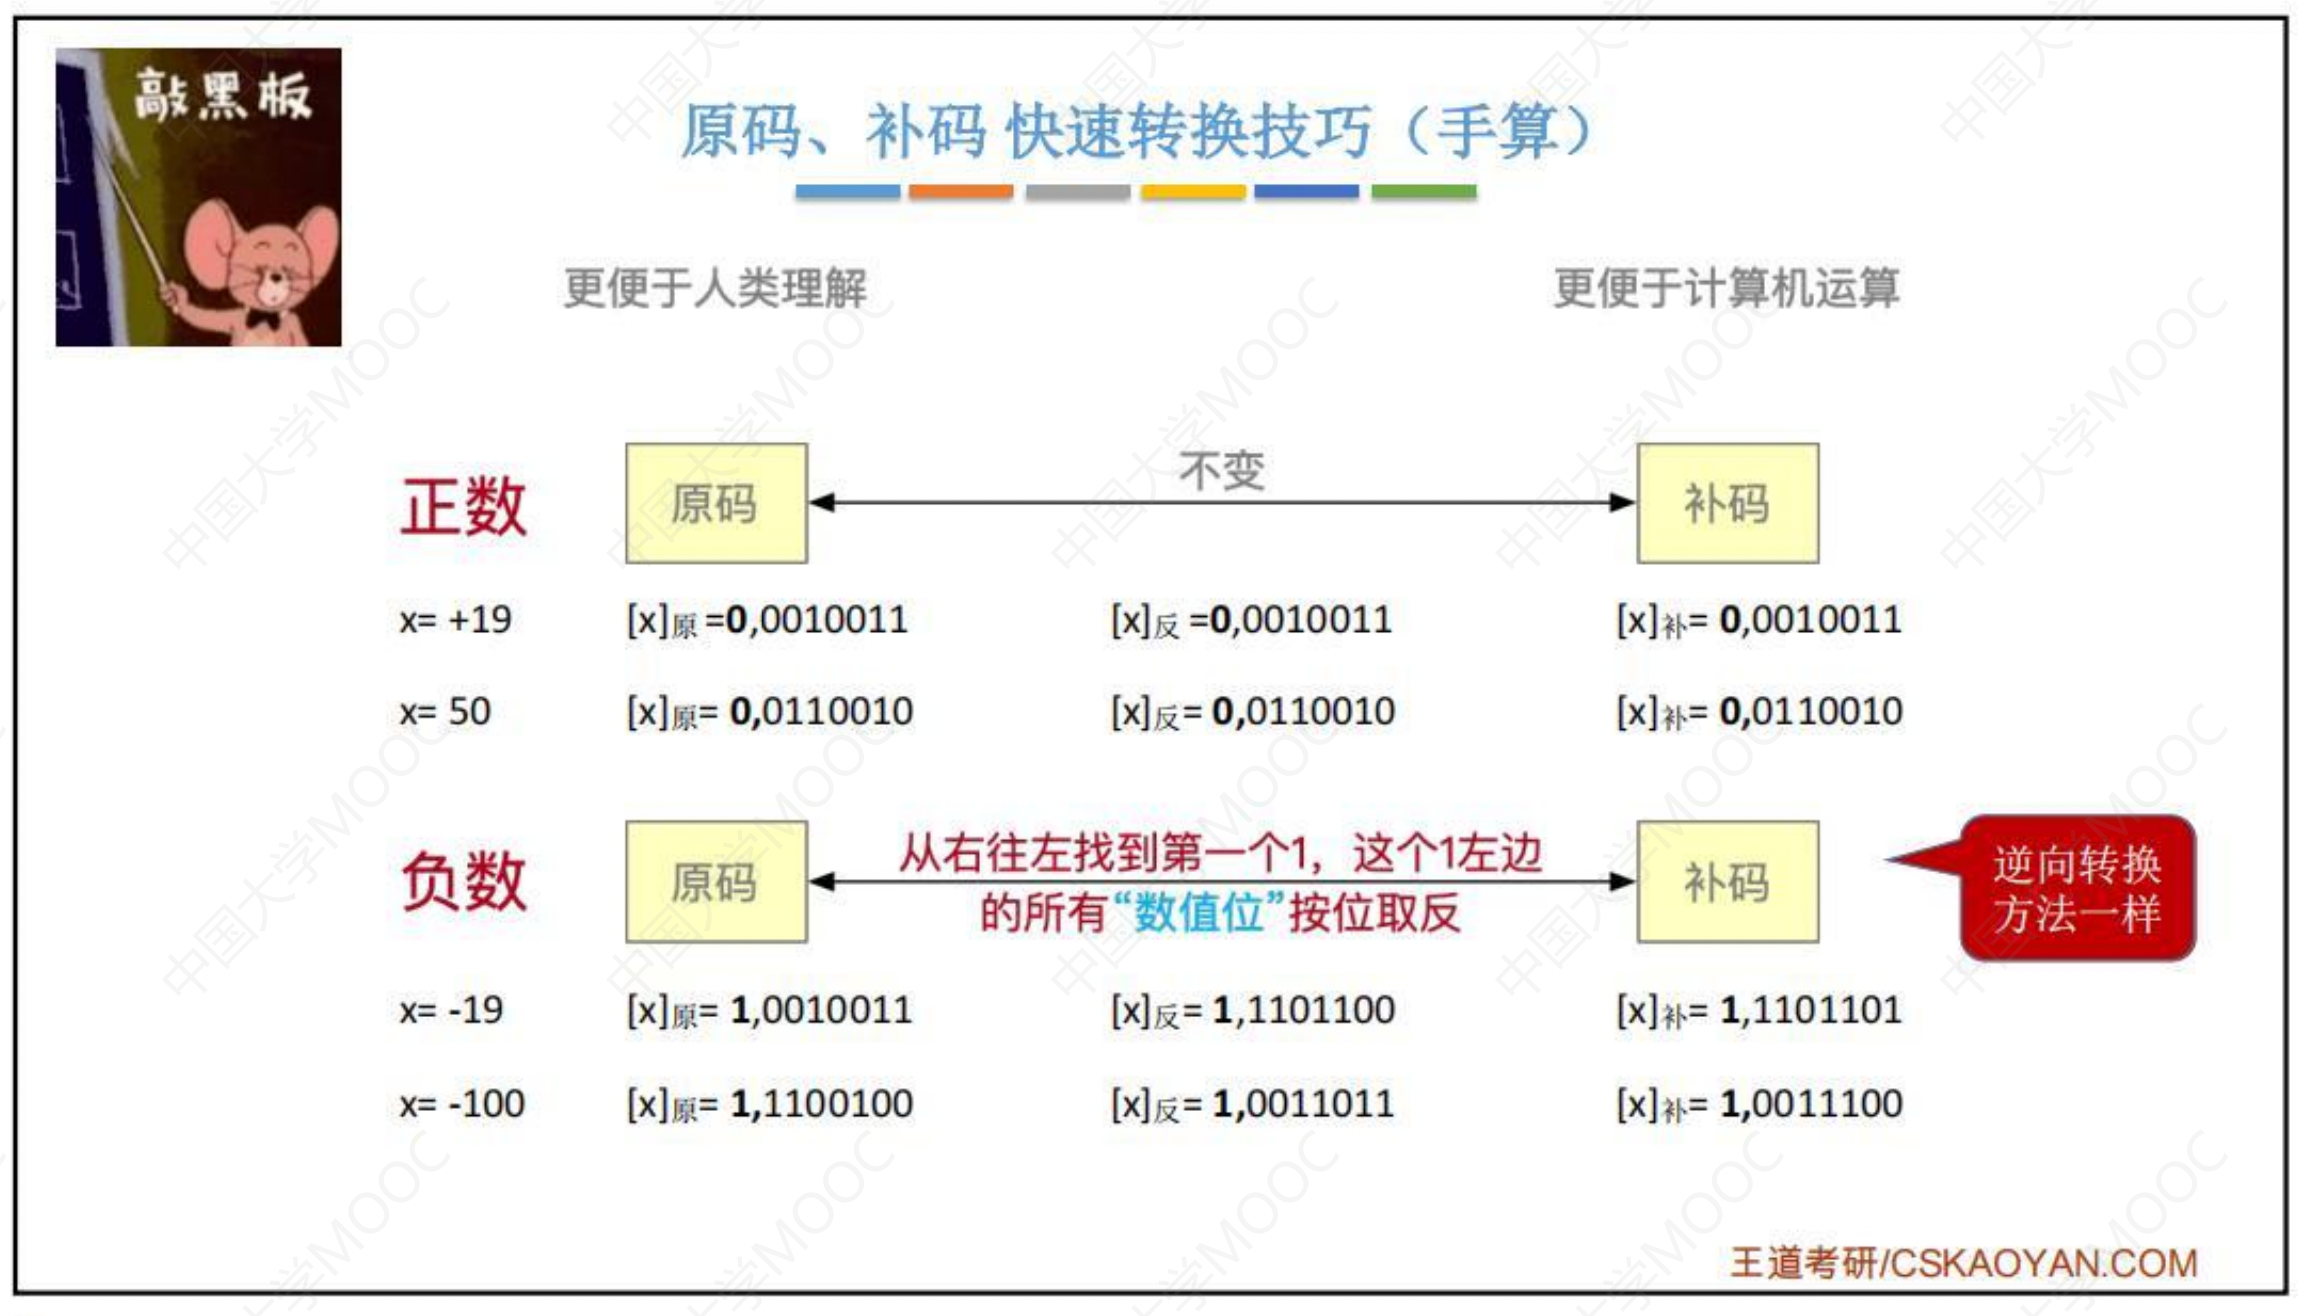 敲黑板
原码、补码 快速转换技巧（手算）
更便于人类理解 更便于计算机运算
正数 原码 不变 补码
x= +19 [x]原 =0,0010011 [x]反 =0,0010011 [x]补= 0,0010011
x= 50 [x]原= 0,0110010 [x]反= 0,0110010 [x]补= 0,0110010
负数 原码 从右往左找到第一个1，这个1左边 补码
的所有“数值位”按位取反
逆向转换
方法一样
x= -19 [x]原= 1,0010011 [x]反= 1,1101100 [x]补= 1,1101101
x= -100 [x]原= 1,1100100 [x]反= 1,0011011 [x]补= 1,0011100
王道考研/CSKAOYAN.COM
中国大学MOOC